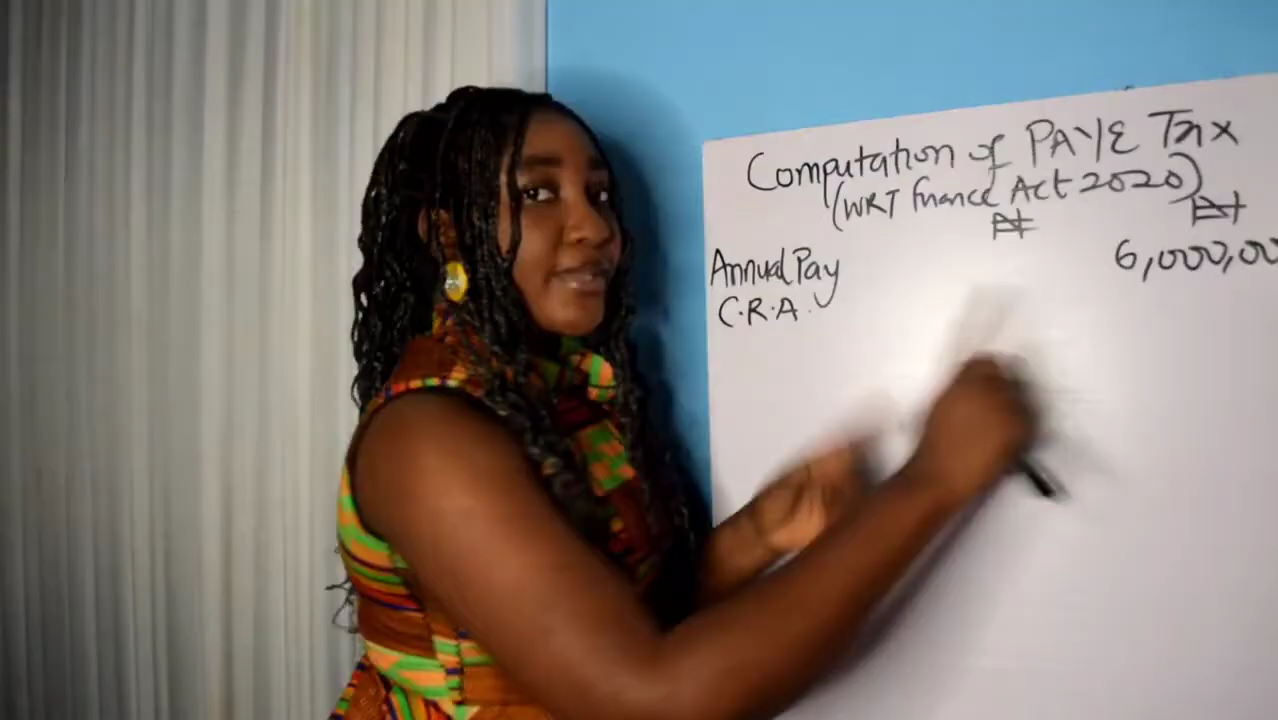 Computation of PAYE Tax
(WRT finance Act 2020)
₦ ₦
Annual Pay 6,000,00
C.R.A.